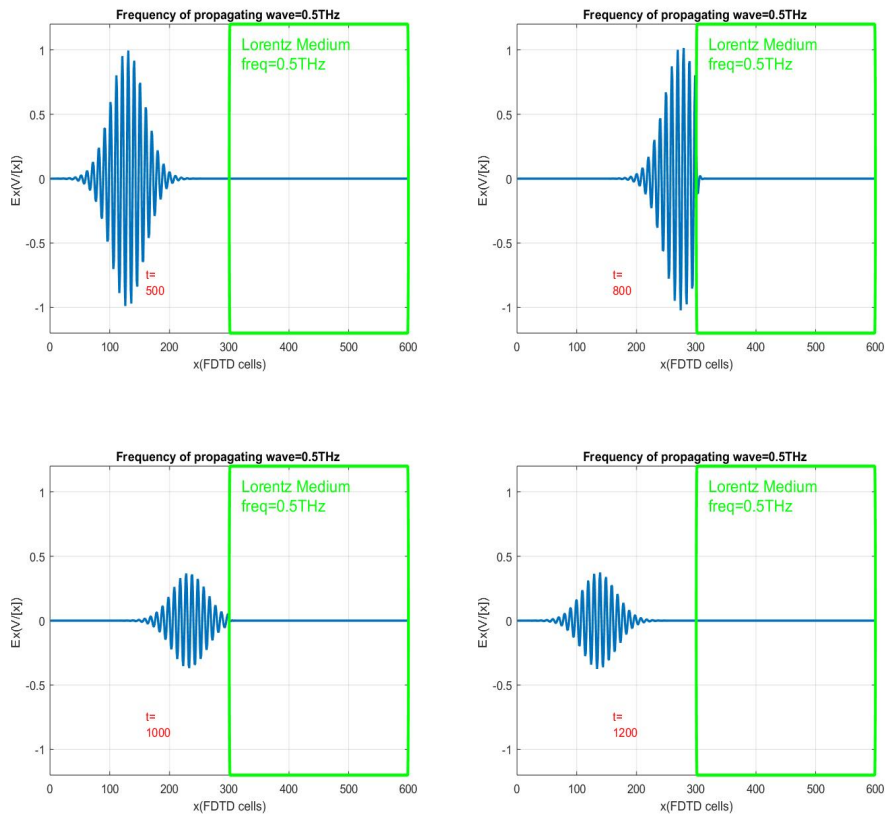 Frequency of propagating wave=0.5THz
Lorentz Medium
freq=0.5THz
1
0.5
0
-0.5
-1
Ex(V/[x])
t=
500
0 100 200 300 400 500 600
x(FDTD cells)
Frequency of propagating wave=0.5THz
Lorentz Medium
freq=0.5THz
1
0.5
0
-0.5
-1
Ex(V/[x])
t=
800
0 100 200 300 400 500 600
x(FDTD cells)
Frequency of propagating wave=0.5THz
Lorentz Medium
freq=0.5THz
1
0.5
0
-0.5
-1
Ex(V/[x])
t=
1000
0 100 200 300 400 500 600
x(FDTD cells)
Frequency of propagating wave=0.5THz
Lorentz Medium
freq=0.5THz
1
0.5
0
-0.5
-1
Ex(V/[x])
t=
1200
0 100 200 300 400 500 600
x(FDTD cells)